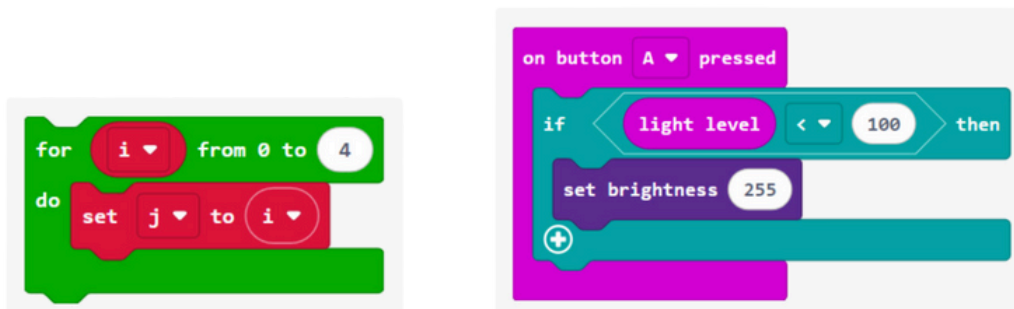 for i from 0 to 4
do
set j to i
on button A pressed
if light level < 100 then
set brightness 255